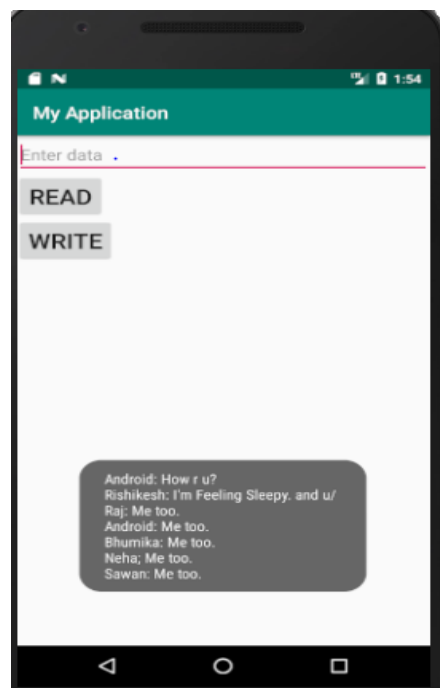 1:54
My Application
Enter data
READ
WRITE
Android: How r u?
Rishikesh: I'm Feeling Sleepy. and u/
Raj: Me too.
Android: Me too.
Bhumika: Me too.
Neha; Me too.
Sawan: Me too.